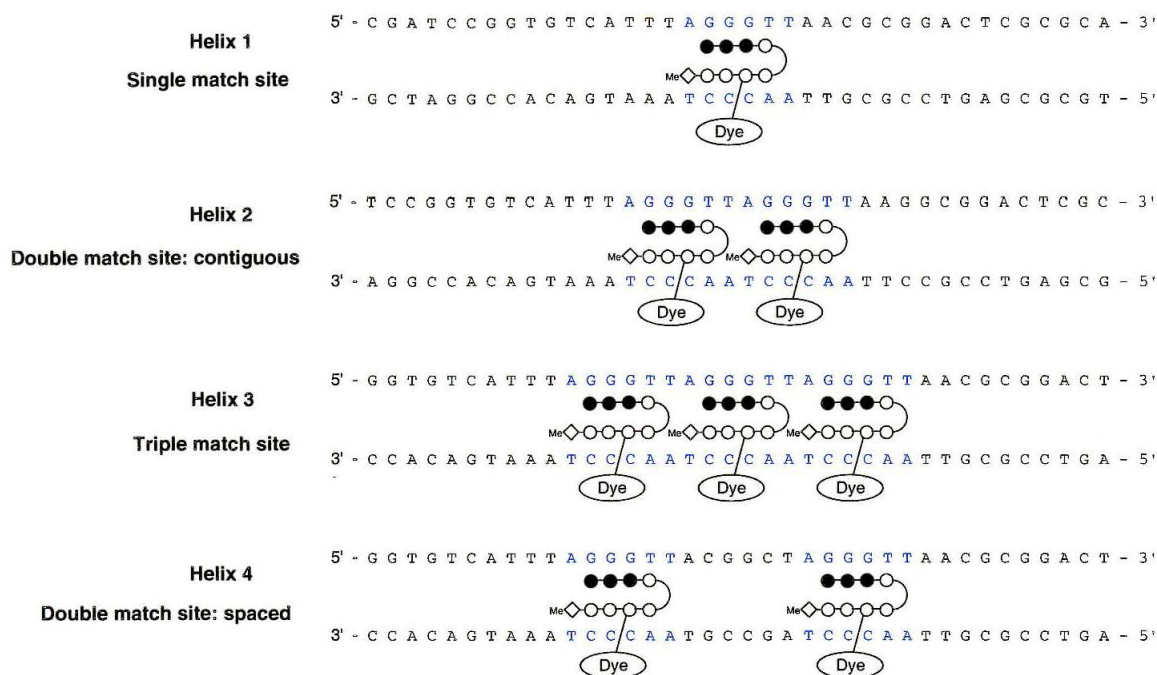 5' - C G A T C C G G T G T C A T T T A G G G T T A A C G C G G A C T C G C G C A - 3'
Helix 1
Single match site
Me
3' - G C T A G G C C A C A G T A A A T C C C A A T T G C G C C T G A G C G C G T - 5'
Dye
5' - T C C G G T G T C A T T T A G G G T T A G G G T T A A G G C G G A C T C G C - 3'
Helix 2
Double match site: contiguous
Me Me
3' - A G G C C A C A G T A A A T C C C A A T C C C A A T T C C G C C T G A G C G - 5'
Dye Dye
5' - G G T G T C A T T T A G G G T T A G G G T T A G G G T T A A C G C G G A C T - 3'
Helix 3
Triple match site
Me Me Me
3' - C C A C A G T A A A T C C C A A T C C C A A T C C C A A T T G C G C C T G A - 5'
Dye Dye Dye
5' - G G T G T C A T T T A G G G T T A C G G C T A G G G T T A A C G C G G A C T - 3'
Helix 4
Double match site: spaced
Me Me
3' - C C A C A G T A A A T C C C A A T G C C G A T C C C A A T T G C G C C T G A - 5'
Dye Dye